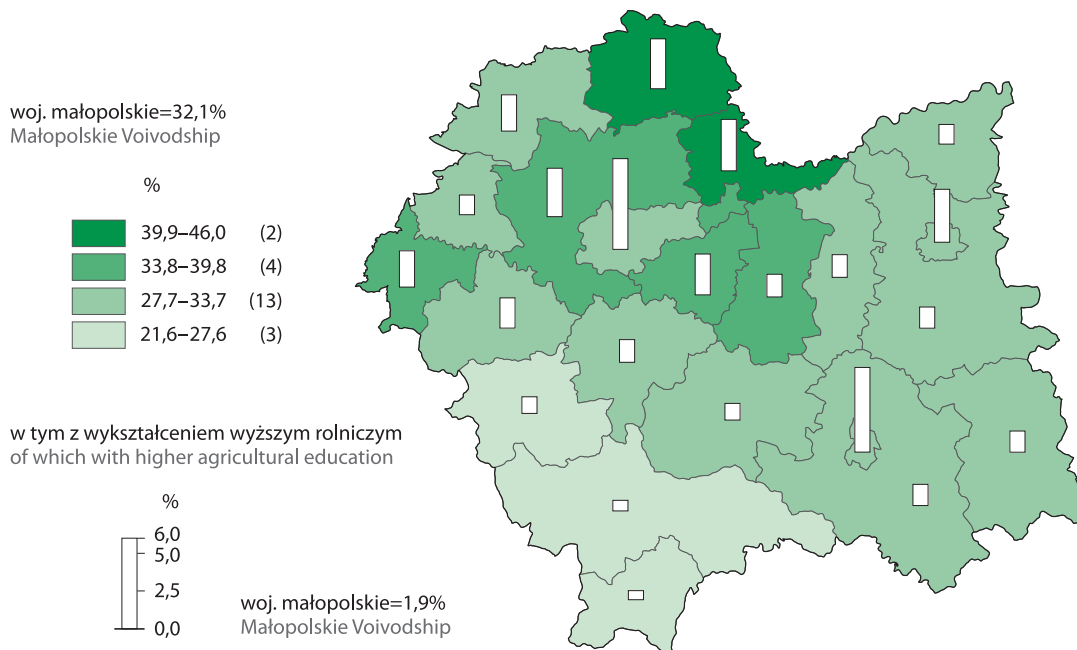 woj. małopolskie=32,1%
Małopolskie Voivodship
%
39,9–46,0 (2)
33,8–39,8 (4)
27,7–33,7 (13)
21,6–27,6 (3)
w tym z wykształceniem wyższym rolniczym
of which with higher agricultural education
%
6,0
5,0
2,5
0,0
woj. małopolskie=1,9%
Małopolskie Voivodship